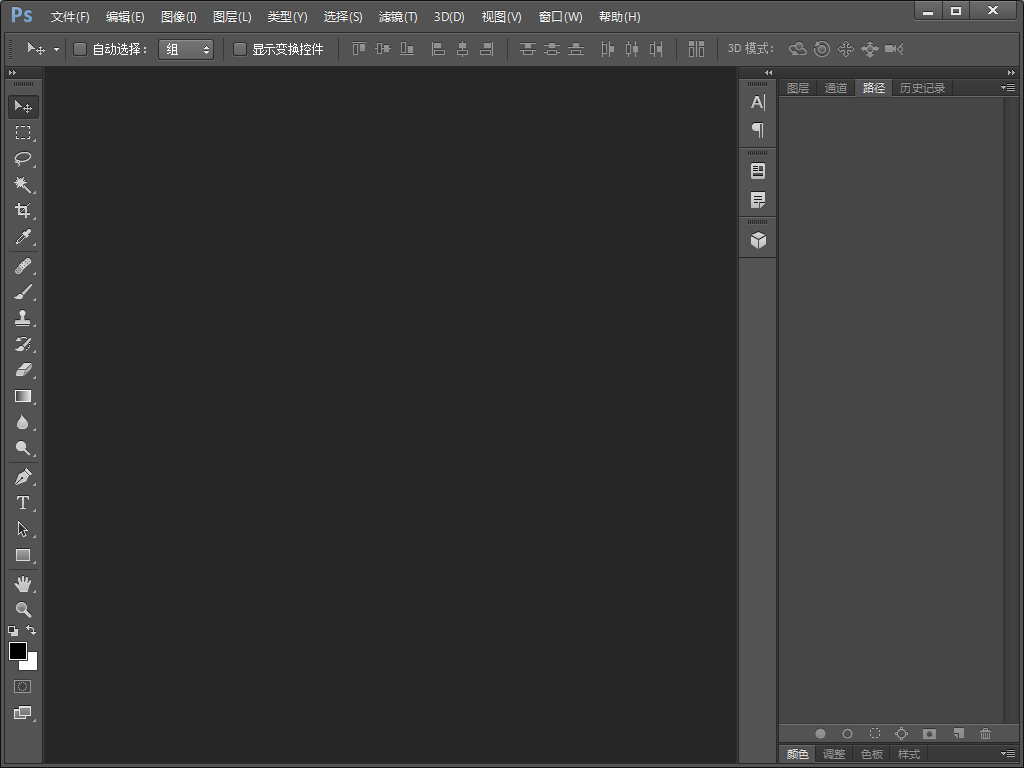 Ps 文件(F) 编辑(E) 图像(I) 图层(L) 类型(Y) 选择(S) 滤镜(T) 3D(D) 视图(V) 窗口(W) 帮助(H)
自动选择: 组 显示变换控件 3D 模式:
图层 通道 路径 历史记录
颜色 调整 色板 样式